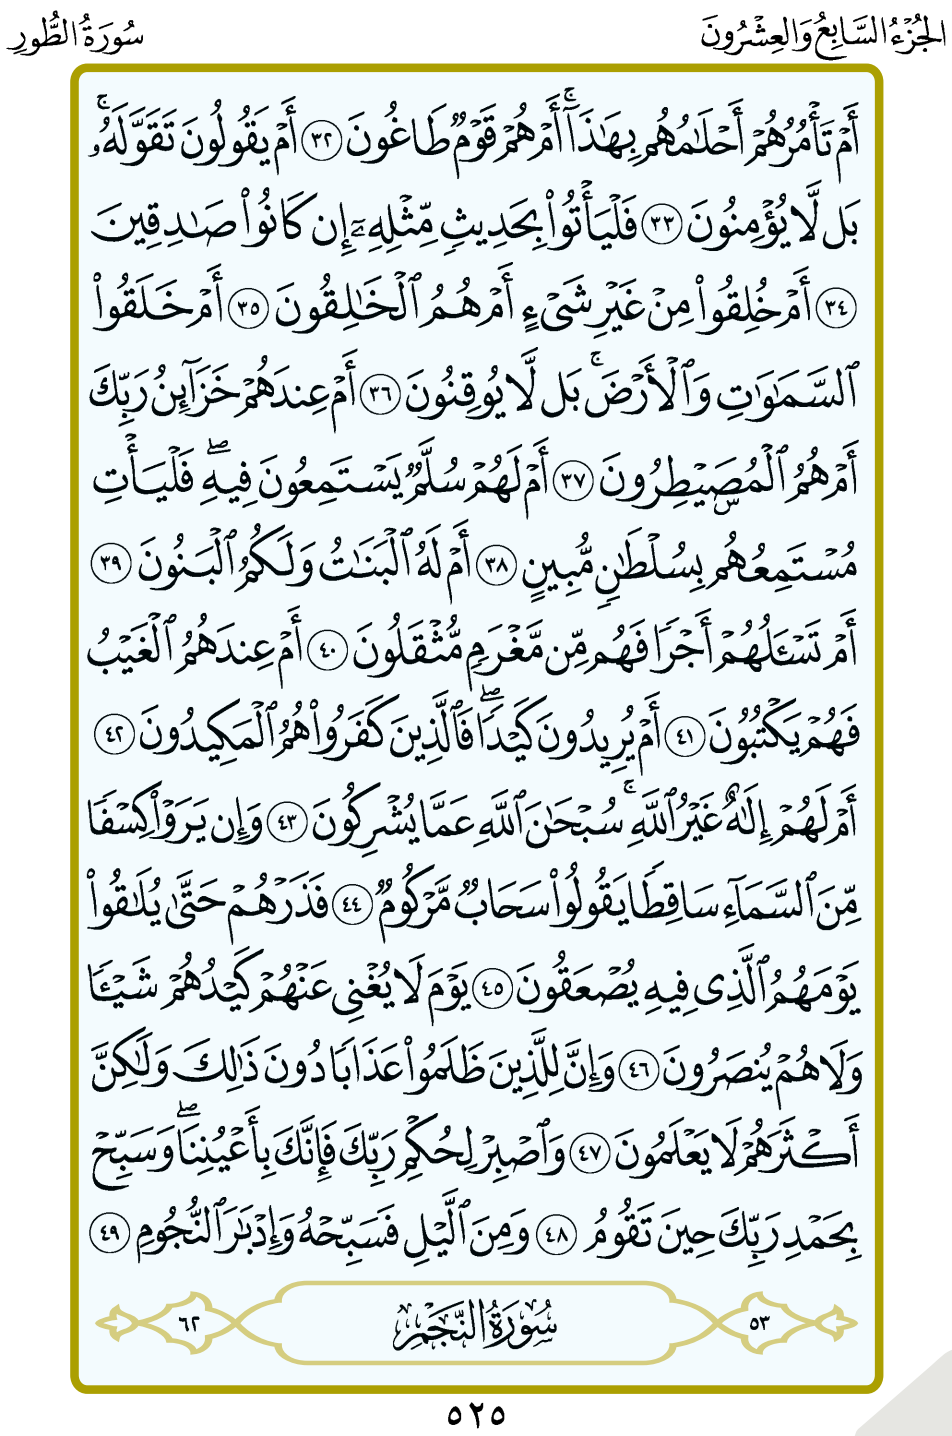 الجُزْءُ السَّابِعُ وَالعِشْرُونَ
سُورَةُ الطُّورِ
أَمْ تَأْمُرُهُمْ أَحْلَٰمُهُم بِهَٰذَآ ۚ أَمْ هُمْ قَوْمٌ طَاغُونَ ٣٢ أَمْ يَقُولُونَ تَقَوَّلَهُۥ ۚ
بَل لَّا يُؤْمِنُونَ ٣٣ فَلْيَأْتُوا۟ بِحَدِيثٍ مِّثْلِهِۦٓ إِن كَانُوا۟ صَٰدِقِينَ
٣٤ أَمْ خُلِقُوا۟ مِنْ غَيْرِ شَىْءٍ أَمْ هُمُ ٱلْخَٰلِقُونَ ٣٥ أَمْ خَلَقُوا۟
ٱلسَّمَٰوَٰتِ وَٱلْأَرْضَ ۚ بَل لَّا يُوقِنُونَ ٣٦ أَمْ عِندَهُمْ خَزَآئِنُ رَبِّكَ
أَمْ هُمُ ٱلْمُصَۣيْطِرُونَ ٣٧ أَمْ لَهُمْ سُلَّمٌ يَسْتَمِعُونَ فِيهِ ۖ فَلْيَأْتِ
مُسْتَمِعُهُم بِسُلْطَٰنٍ مُّبِينٍ ٣٨ أَمْ لَهُ ٱلْبَنَٰتُ وَلَكُمُ ٱلْبَنُونَ ٣٩
أَمْ تَسْـَٔلُهُمْ أَجْرًا فَهُم مِّن مَّغْرَمٍ مُّثْقَلُونَ ٤٠ أَمْ عِندَهُمُ ٱلْغَيْبُ
فَهُمْ يَكْتُبُونَ ٤١ أَمْ يُرِيدُونَ كَيْدًا ۖ فَٱلَّذِينَ كَفَرُوا۟ هُمُ ٱلْمَكِيدُونَ ٤٢
أَمْ لَهُمْ إِلَٰهٌ غَيْرُ ٱللَّهِ ۚ سُبْحَٰنَ ٱللَّهِ عَمَّا يُشْرِكُونَ ٤٣ وَإِن يَرَوْا۟ كِسْفًا
مِّنَ ٱلسَّمَآءِ سَاقِطًا يَقُولُوا۟ سَحَابٌ مَّرْكُومٌ ٤٤ فَذَرْهُمْ حَتَّىٰ يُلَٰقُوا۟
يَوْمَهُمُ ٱلَّذِى فِيهِ يُصْعَقُونَ ٤٥ يَوْمَ لَا يُغْنِى عَنْهُمْ كَيْدُهُمْ شَيْـًٔا
وَلَا هُمْ يُنصَرُونَ ٤٦ وَإِنَّ لِلَّذِينَ ظَلَمُوا۟ عَذَابًا دُونَ ذَٰلِكَ وَلَٰكِنَّ
أَكْثَرَهُمْ لَا يَعْلَمُونَ ٤٧ وَٱصْبِرْ لِحُكْمِ رَبِّكَ فَإِنَّكَ بِأَعْيُنِنَا ۖ وَسَبِّحْ
بِحَمْدِ رَبِّكَ حِينَ تَقُومُ ٤٨ وَمِنَ ٱلَّيْلِ فَسَبِّحْهُ وَإِدْبَٰرَ ٱلنُّجُومِ ٤٩
٥٣ سُورَةُ النَّجْمِ ٦٢
٥٢٥